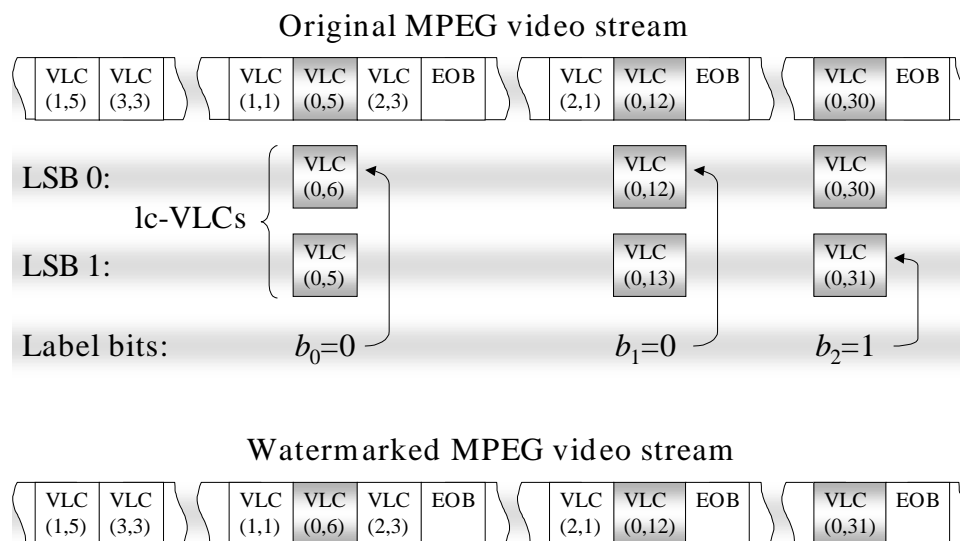 Original MPEG video stream
VLC VLC VLC VLC VLC EOB VLC VLC EOB VLC EOB
(1,5) (3,3) (1,1) (0,5) (2,3) (2,1) (0,12) (0,30)
LSB 0: VLC VLC VLC
(0,6) (0,12) (0,30)
lc-VLCs
LSB 1: VLC VLC VLC
(0,5) (0,13) (0,31)
Label bits: b0=0 b1=0 b2=1
Watermarked MPEG video stream
VLC VLC VLC VLC VLC EOB VLC VLC EOB VLC EOB
(1,5) (3,3) (1,1) (0,6) (2,3) (2,1) (0,12) (0,31)